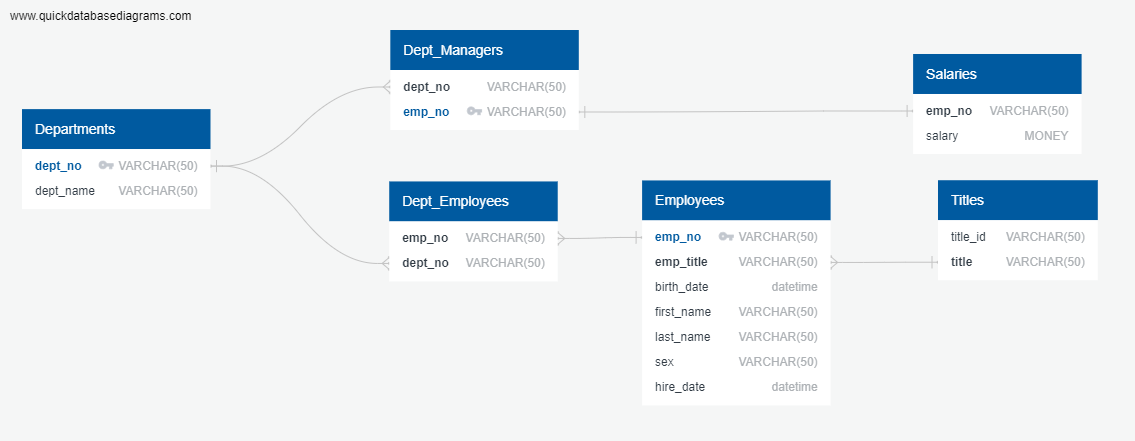 www.quickdatabasediagrams.com
Departments
dept_no VARCHAR(50)
dept_name VARCHAR(50)
Dept_Managers
dept_no VARCHAR(50)
emp_no VARCHAR(50)
Dept_Employees
emp_no VARCHAR(50)
dept_no VARCHAR(50)
Employees
emp_no VARCHAR(50)
emp_title VARCHAR(50)
birth_date datetime
first_name VARCHAR(50)
last_name VARCHAR(50)
sex VARCHAR(50)
hire_date datetime
Salaries
emp_no VARCHAR(50)
salary MONEY
Titles
title_id VARCHAR(50)
title VARCHAR(50)